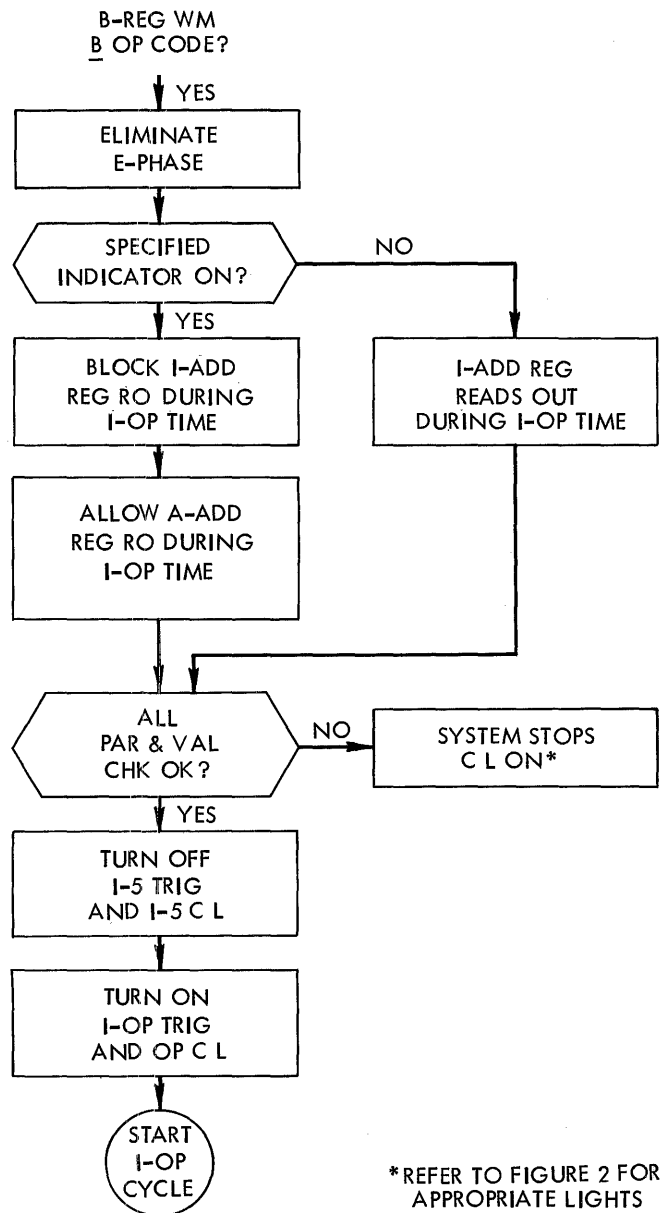 B-REG WM
B OP CODE?
YES
ELIMINATE
E-PHASE
SPECIFIED
INDICATOR ON?
NO
YES
BLOCK I-ADD
REG RO DURING
I-OP TIME
I-ADD REG
READS OUT
DURING I-OP TIME
ALLOW A-ADD
REG RO DURING
I-OP TIME
ALL
PAR & VAL
CHK OK?
NO
SYSTEM STOPS
C L ON*
YES
TURN OFF
I-5 TRIG
AND I-5 C L
TURN ON
I-OP TRIG
AND OP C L
START
I-OP
CYCLE
*REFER TO FIGURE 2 FOR
APPROPRIATE LIGHTS